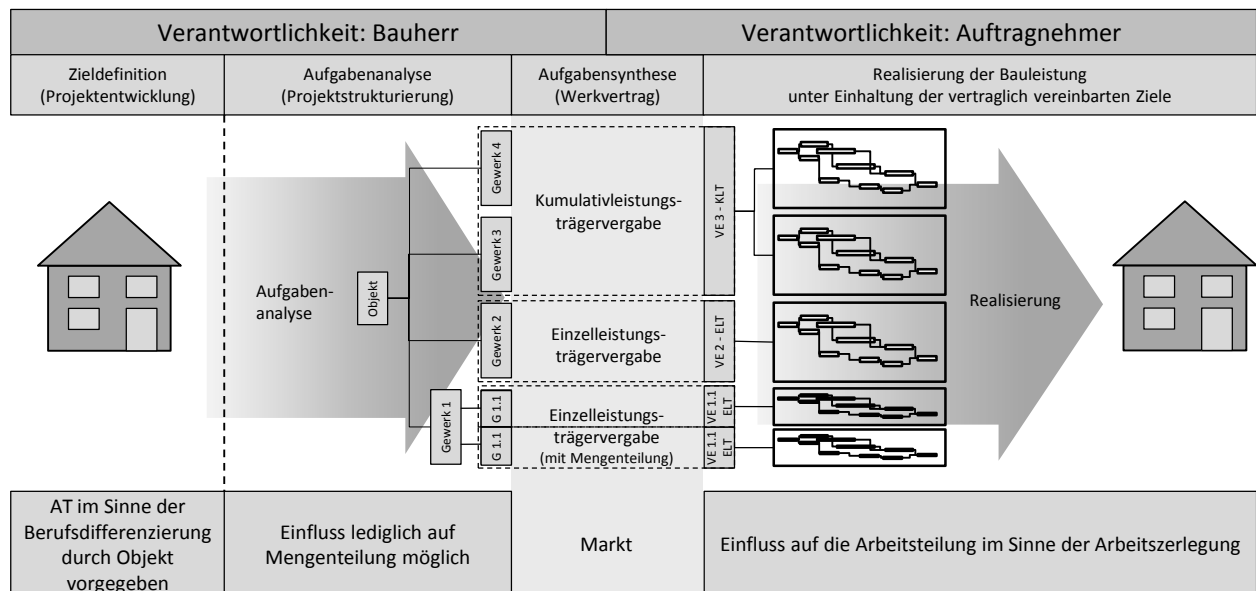 Verantwortlichkeit: Bauherr
Verantwortlichkeit: Auftragnehmer
Zieldefinition
(Projektentwicklung)
Aufgabenanalyse
(Projektstrukturierung)
Aufgabensynthese
(Werkvertrag)
Realisierung der Bauleistung
unter Einhaltung der vertraglich vereinbarten Ziele
Aufgaben-
analyse
Objekt
Gewerk 4
Gewerk 3
Gewerk 2
Gewerk 1
G 1.1
G 1.1
Kumulativleistungs-
trägervergabe
Einzelleistungs-
trägervergabe
Einzelleistungs-
trägervergabe
(mit Mengenteilung)
VE 3 - KLT
VE 2 - ELT
VE 1.1
ELT
VE 1.1
ELT
Realisierung
AT im Sinne der
Berufsdifferenzierung
durch Objekt
vorgegeben
Einfluss lediglich auf
Mengenteilung möglich
Markt
Einfluss auf die Arbeitsteilung im Sinne der Arbeitszerlegung